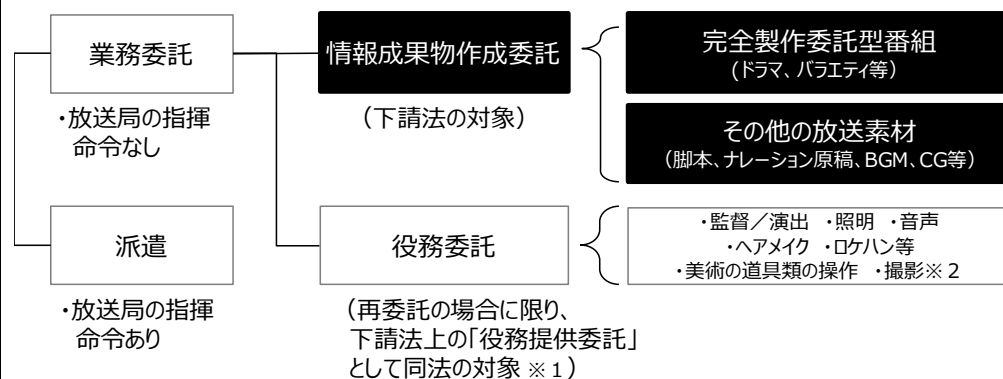 業務委託
・放送局の指揮
命令なし
派遣
・放送局の指揮
命令あり
情報成果物作成委託
（下請法の対象）
役務委託
（再委託の場合に限り、
下請法上の「役務提供委託」
として同法の対象 ※１）
完全製作委託型番組
（ドラマ、バラエティ等）
その他の放送素材
（脚本、ナレーション原稿、BGM、CG等）
・監督／演出　・照明　・音声
・ヘアメイク　・ロケハン等
・美術の道具類の操作　・撮影※２